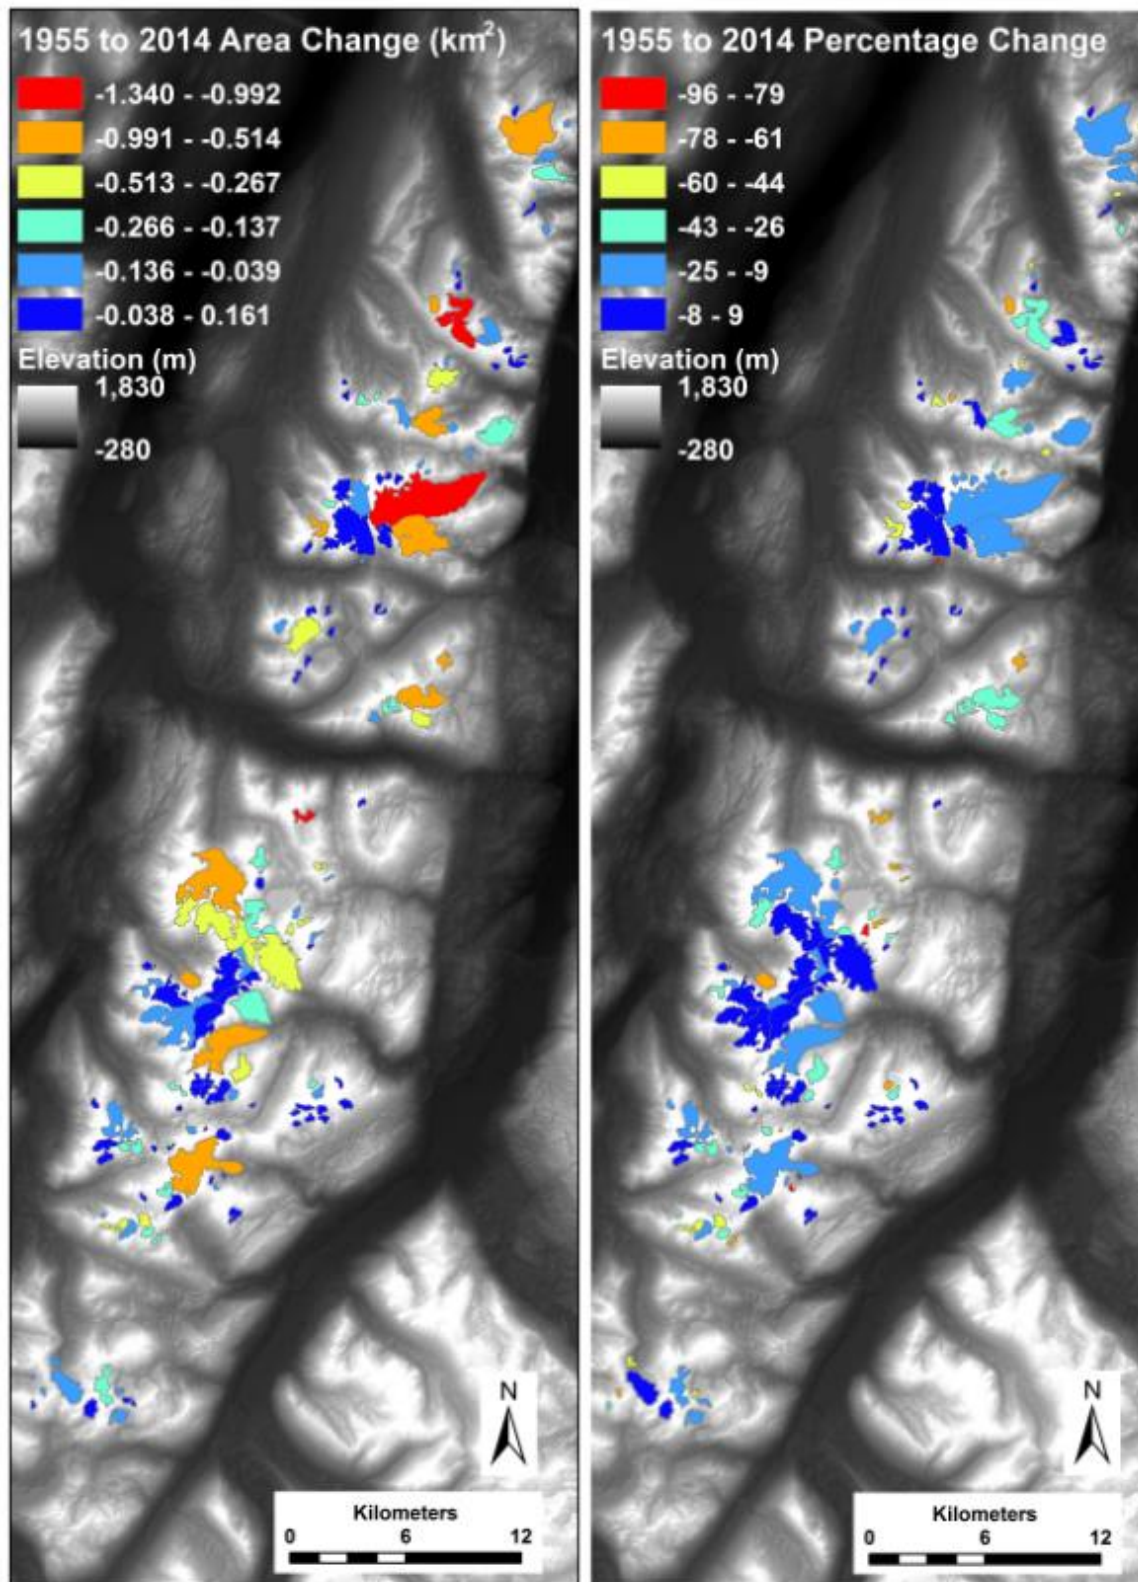 1955 to 2014 Area Change (km²)
-1.340 - -0.992
-0.991 - -0.514
-0.513 - -0.267
-0.266 - -0.137
-0.136 - -0.039
-0.038 - 0.161
Elevation (m)
1,830
-280
N
Kilometers
0 6 12
1955 to 2014 Percentage Change
-96 - -79
-78 - -61
-60 - -44
-43 - -26
-25 - -9
-8 - 9
Elevation (m)
1,830
-280
N
Kilometers
0 6 12